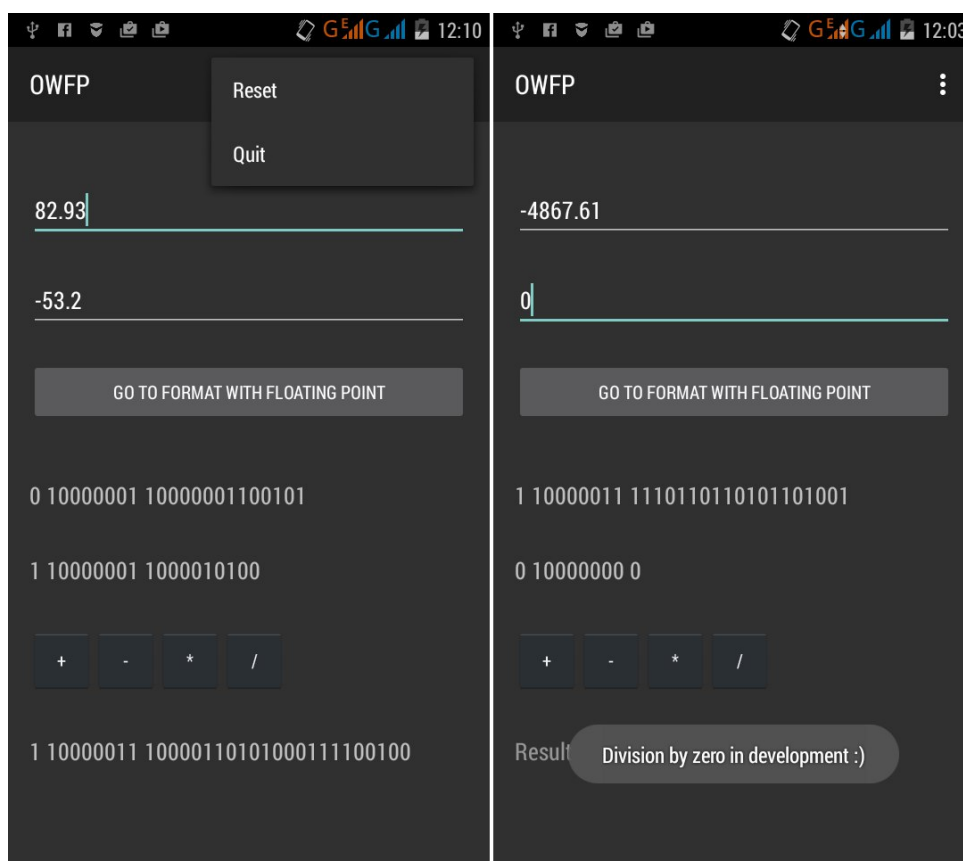 G E G 12:10
OWFP
Reset
Quit
82.93
-53.2
GO TO FORMAT WITH FLOATING POINT
0 10000001 10000001100101
1 10000001 1000010100
+ - * /
1 10000011 10000110101000111100100
G E G 12:03
OWFP
-4867.61
0
GO TO FORMAT WITH FLOATING POINT
1 10000011 1110110110101101001
0 10000000 0
+ - * /
Result
Division by zero in development :)